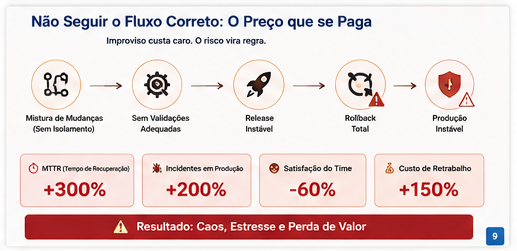 Não Seguir o Fluxo Correto: O Preço que se Paga
Improviso custa caro. O risco vira regra.
Mistura de Mudanças
(Sem Isolamento)
Sem Validações
Adequadas
Release
Instável
Rollback
Total
Produção
Instável
MTTR (Tempo de Recuperação)
+300%
Incidentes em Produção
+200%
Satisfação do Time
-60%
Custo de Retrabalho
+150%
Resultado: Caos, Estresse e Perda de Valor
9